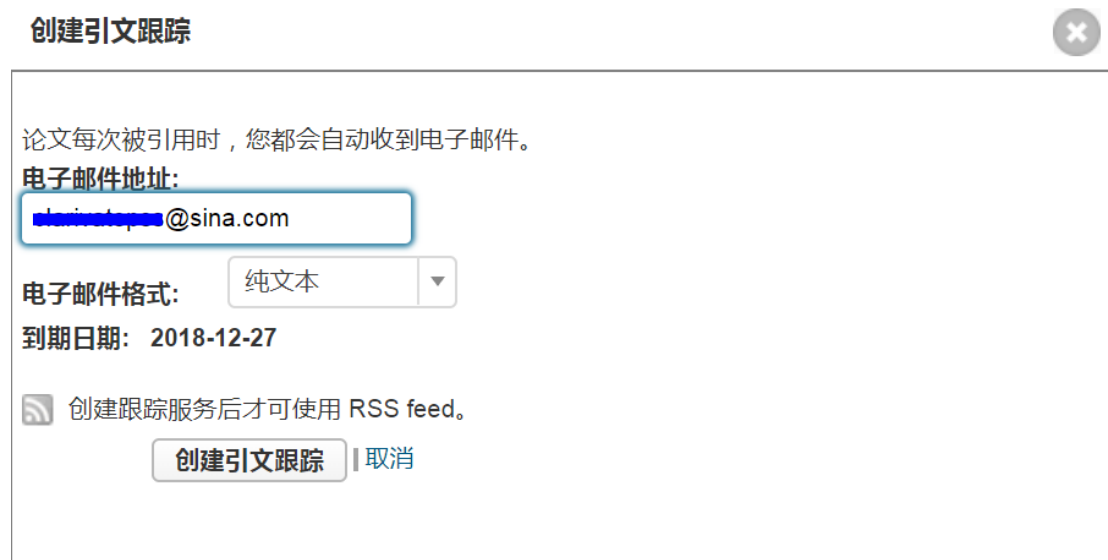 创建引文跟踪
论文每次被引用时，您都会自动收到电子邮件。
电子邮件地址:
@sina.com
电子邮件格式: 纯文本
到期日期: 2018-12-27
创建跟踪服务后才可使用 RSS feed。
创建引文跟踪 | 取消